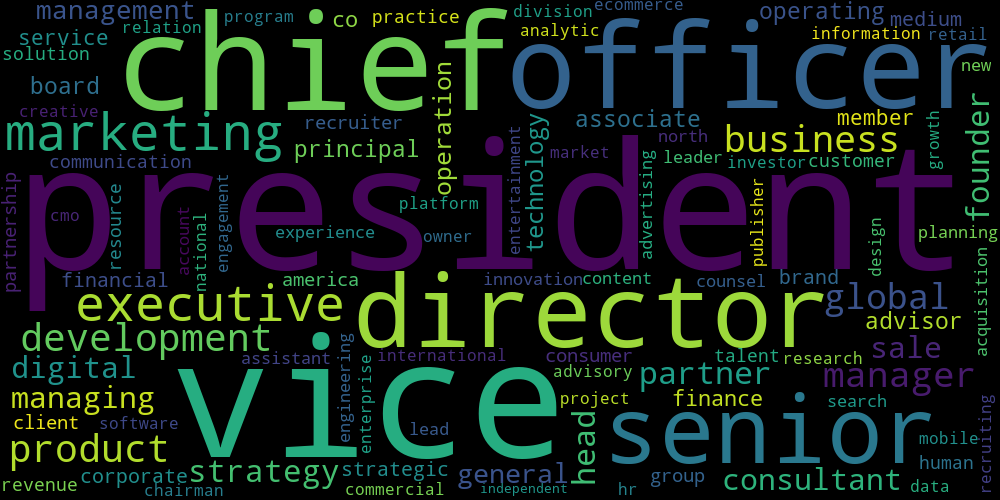 management
relation
program
co
practice
division
ecommerce
operating
medium
service
analytic
information
retail
solution
chief
officer
new
board
creative
marketing
recruiter
operation
associate
member
principal
technology
north
business
growth
founder
communication
entertainment
market
leader
investor
customer
president
partnership
cmo
resource
account
national
engagement
experience
platform
owner
advertising
publisher
design
planning
financial
america
innovation
content
counsel
brand
global
acquisition
executive
director
advisor
development
assistant
engineering
international
consumer
talent
research
sale
digital
vice
enterprise
advisory
partner
manager
managing
project
finance
search
client
software
lead
head
senior
mobile
recruiting
product
strategy
strategic
general
group
consultant
human
revenue
corporate
chairman
commercial
independent
hr
data